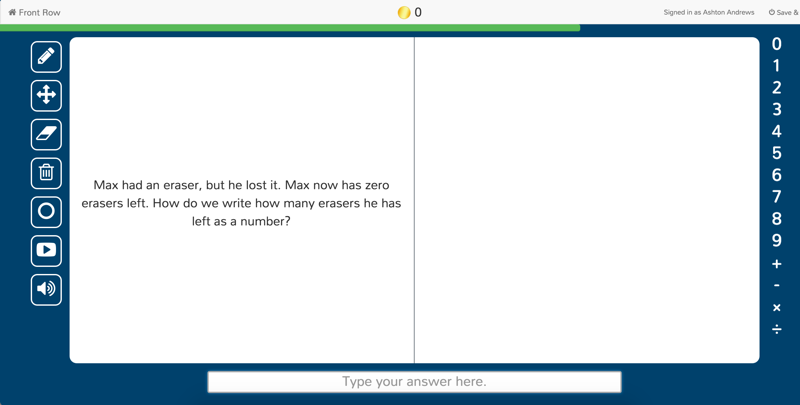 Front Row
0
Signed in as Ashton Andrews
Save &
Max had an eraser, but he lost it. Max now has zero
erasers left. How do we write how many erasers he has
left as a number?
0
1
2
3
4
5
6
7
8
9
+
-
×
÷
Type your answer here.